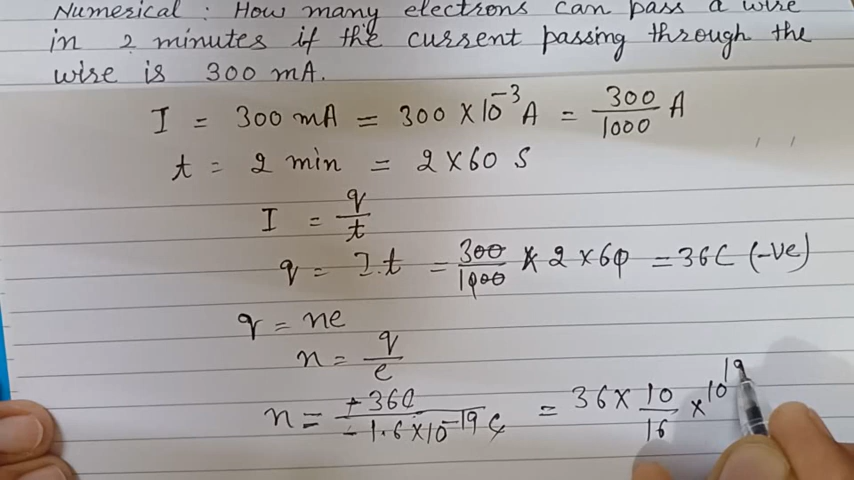 Numerical : How many electrons can pass a wire
in 2 minutes if the current passing through the
wire is 300 mA.
I = 300 mA = 300 × 10⁻³ A = 300/1000 A
t = 2 min = 2 × 60 S
I = q/t
q = I.t = 300/1000 × 2 × 60 = 36C (-ve)
q = ne
n = q/e
n = -36C / -1.6 × 10⁻¹⁹ C = 36 × 10/16 × 10¹⁹